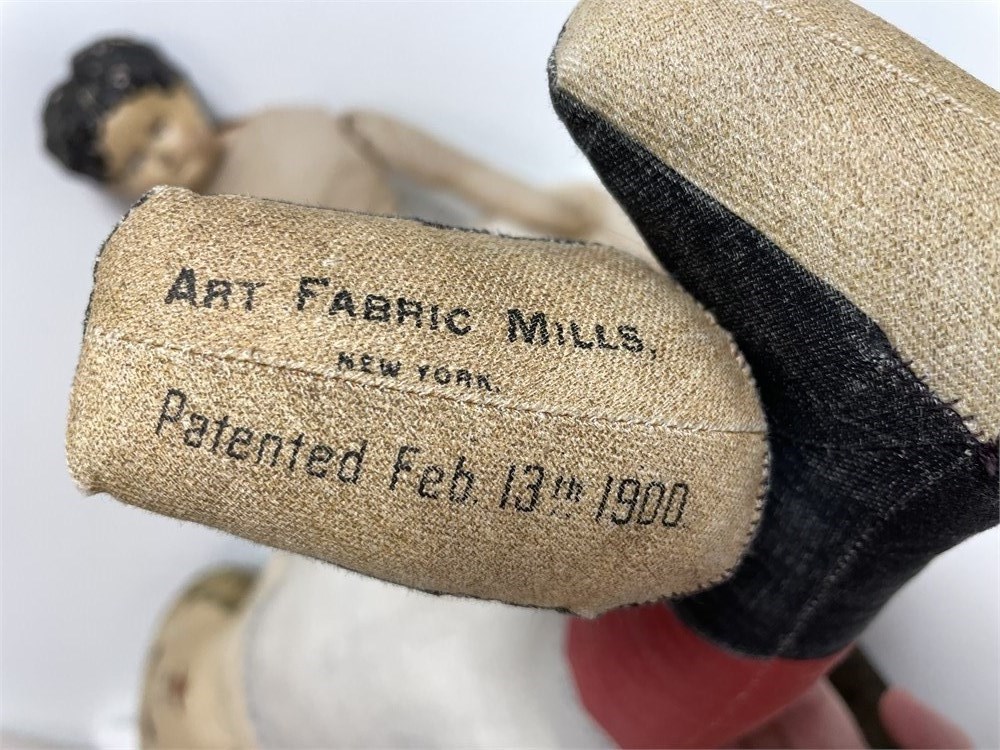 ART FABRIC MILLS,
NEW YORK.
Patented Feb. 13th 1900